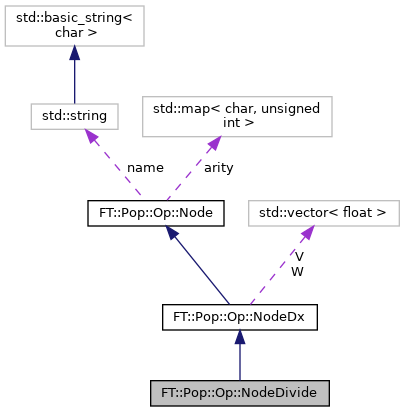 std::basic_string<
char >
std::string
std::map< char, unsigned
int >
name
arity
FT::Pop::Op::Node
std::vector< float >
V
W
FT::Pop::Op::NodeDx
FT::Pop::Op::NodeDivide